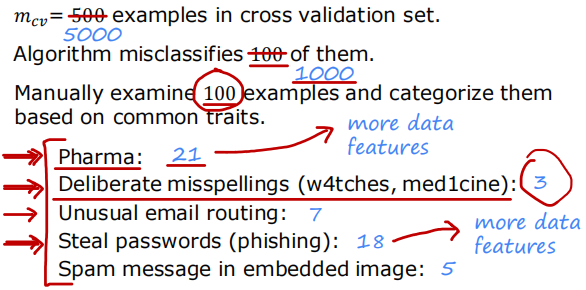 m_cv = 500 examples in cross validation set.
5000
Algorithm misclassifies 100 of them.
1000
Manually examine 100 examples and categorize them
based on common traits.
more data
features
Pharma: 21
Deliberate misspellings (w4tches, med1cine): 3
Unusual email routing: 7
more data
features
Steal passwords (phishing): 18
Spam message in embedded image: 5